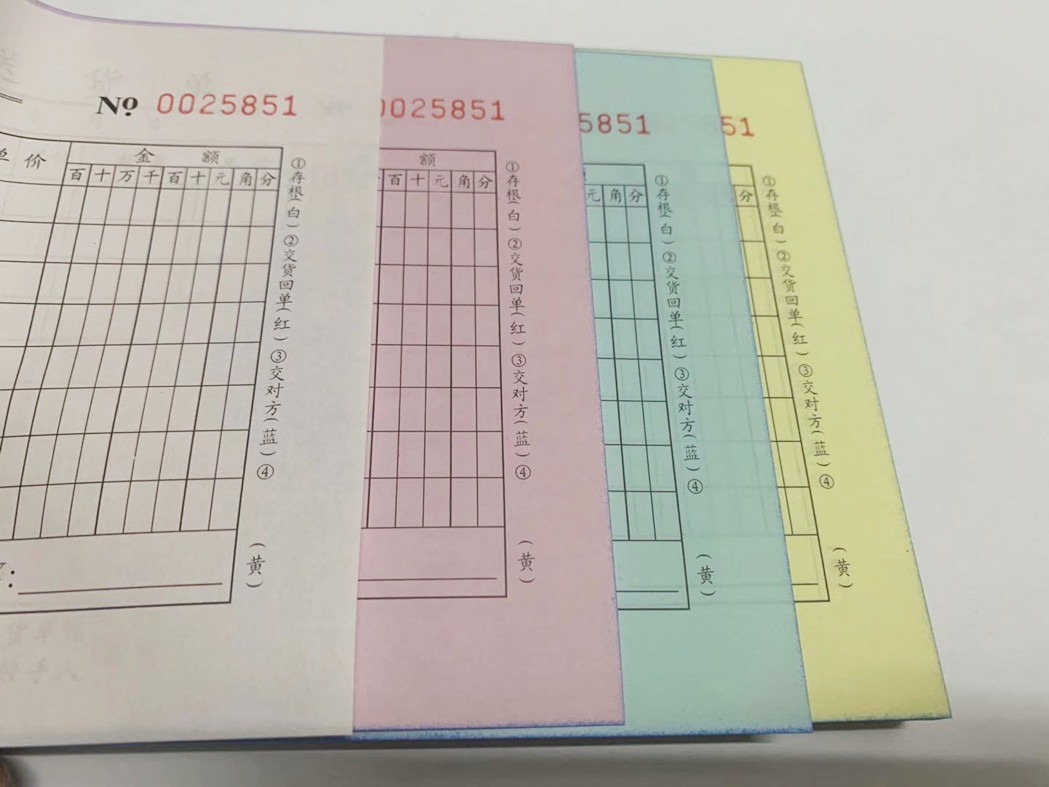 № 0025851
价 金 额
百 十 万 千 百 十 元 角 分
①存根(白)②交货回单(红)③交对方(蓝)④ (黄)
0025851
额
百 十 元 角 分
①存根(白)②交货回单(红)③交对方(蓝)④ (黄)
5851
元 角 分
①存根(白)②交货回单(红)③交对方(蓝)④ (黄)
51
分
①存根(白)②交货回单(红)③交对方(蓝)④ (黄)